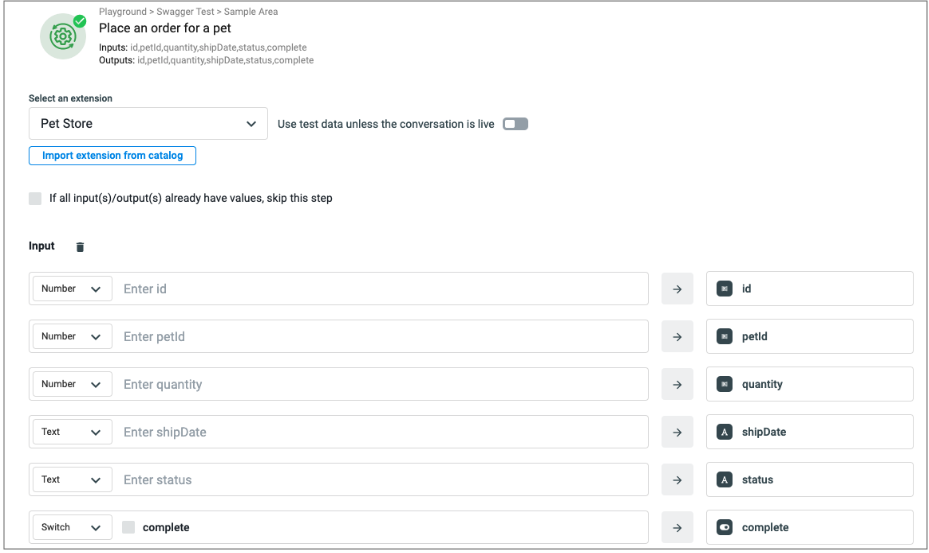 Playground > Swagger Test > Sample Area
Place an order for a pet
Inputs: id,petId,quantity,shipDate,status,complete
Outputs: id,petId,quantity,shipDate,status,complete
Select an extension
Pet Store
Use test data unless the conversation is live
Import extension from catalog
If all input(s)/output(s) already have values, skip this step
Input
Number Enter id id
Number Enter petId petId
Number Enter quantity quantity
Text Enter shipDate A shipDate
Text Enter status A status
Switch complete complete